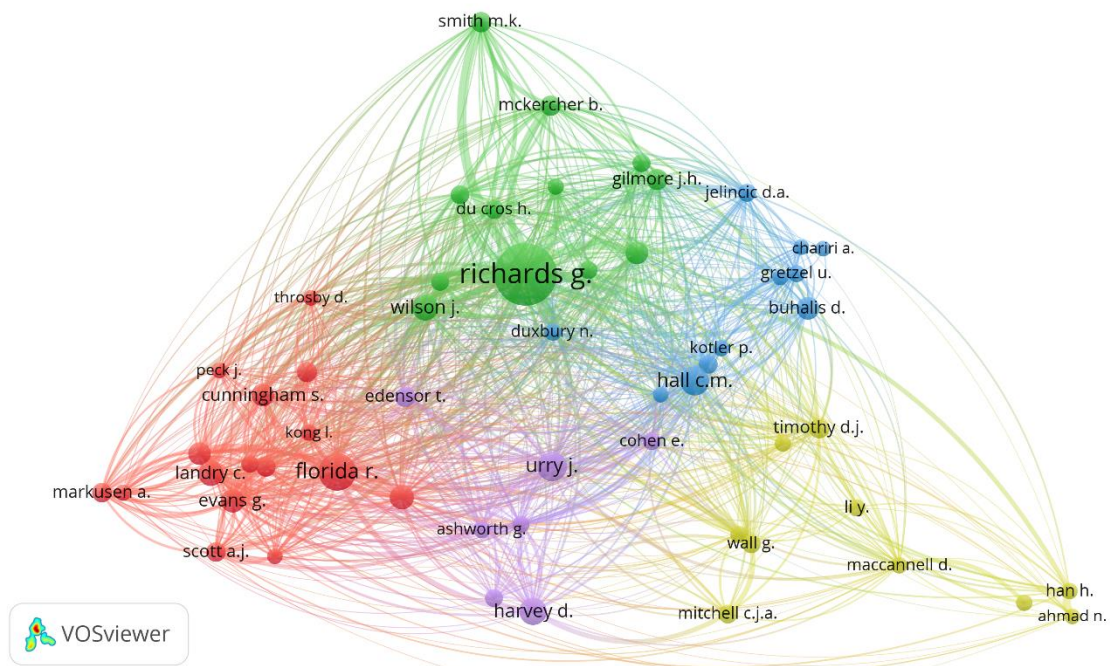 smith m.k.
mckercher b.
gilmore j.h.
jelincic d.a.
du cros h.
chariri a.
richards g.
gretzel u.
throsby d.
wilson j.
buhalis d.
duxbury n.
kotler p.
peck j.
hall c.m.
cunningham s.
edensor t.
timothy d.j.
kong l.
cohen e.
urry j.
landry c.
florida r.
markusen a.
evans g.
li y.
ashworth g.
wall g.
scott a.j.
maccannell d.
han h.
harvey d.
mitchell c.j.a.
ahmad n.
VOSviewer